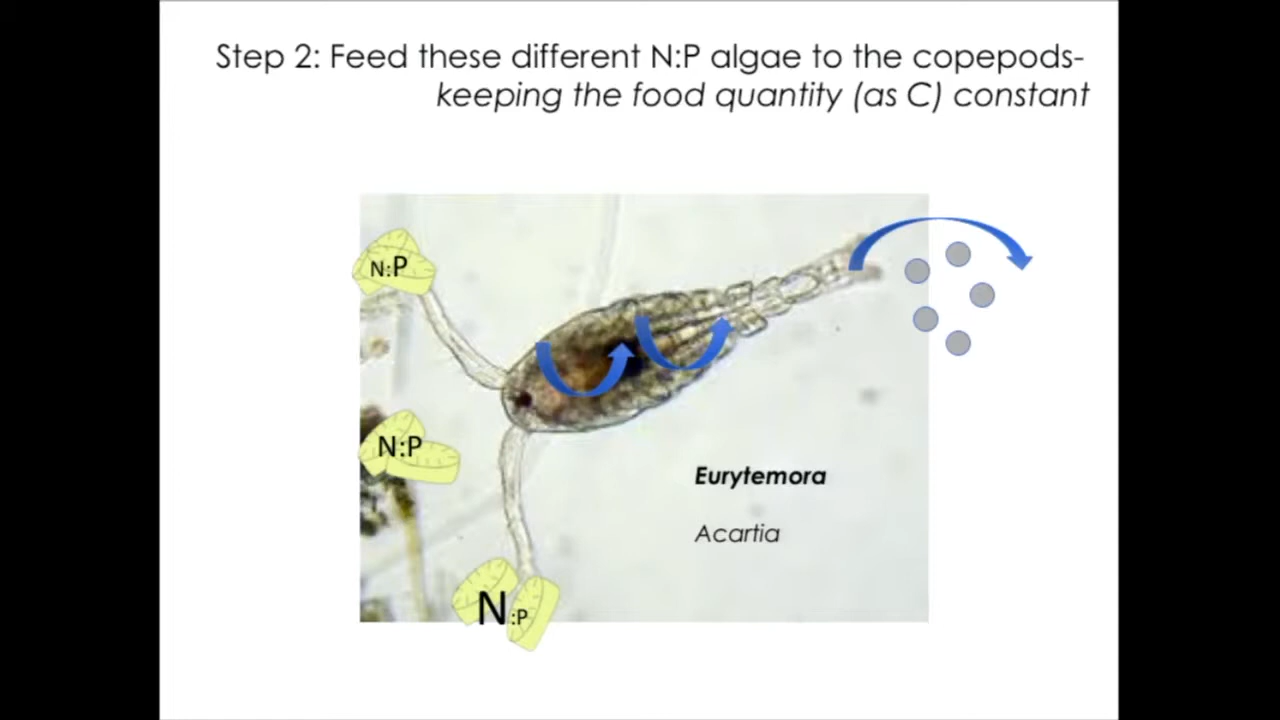 Step 2: Feed these different N:P algae to the copepods-
keeping the food quantity (as C) constant
N:P
N:P
Eurytemora
Acartia
N:P